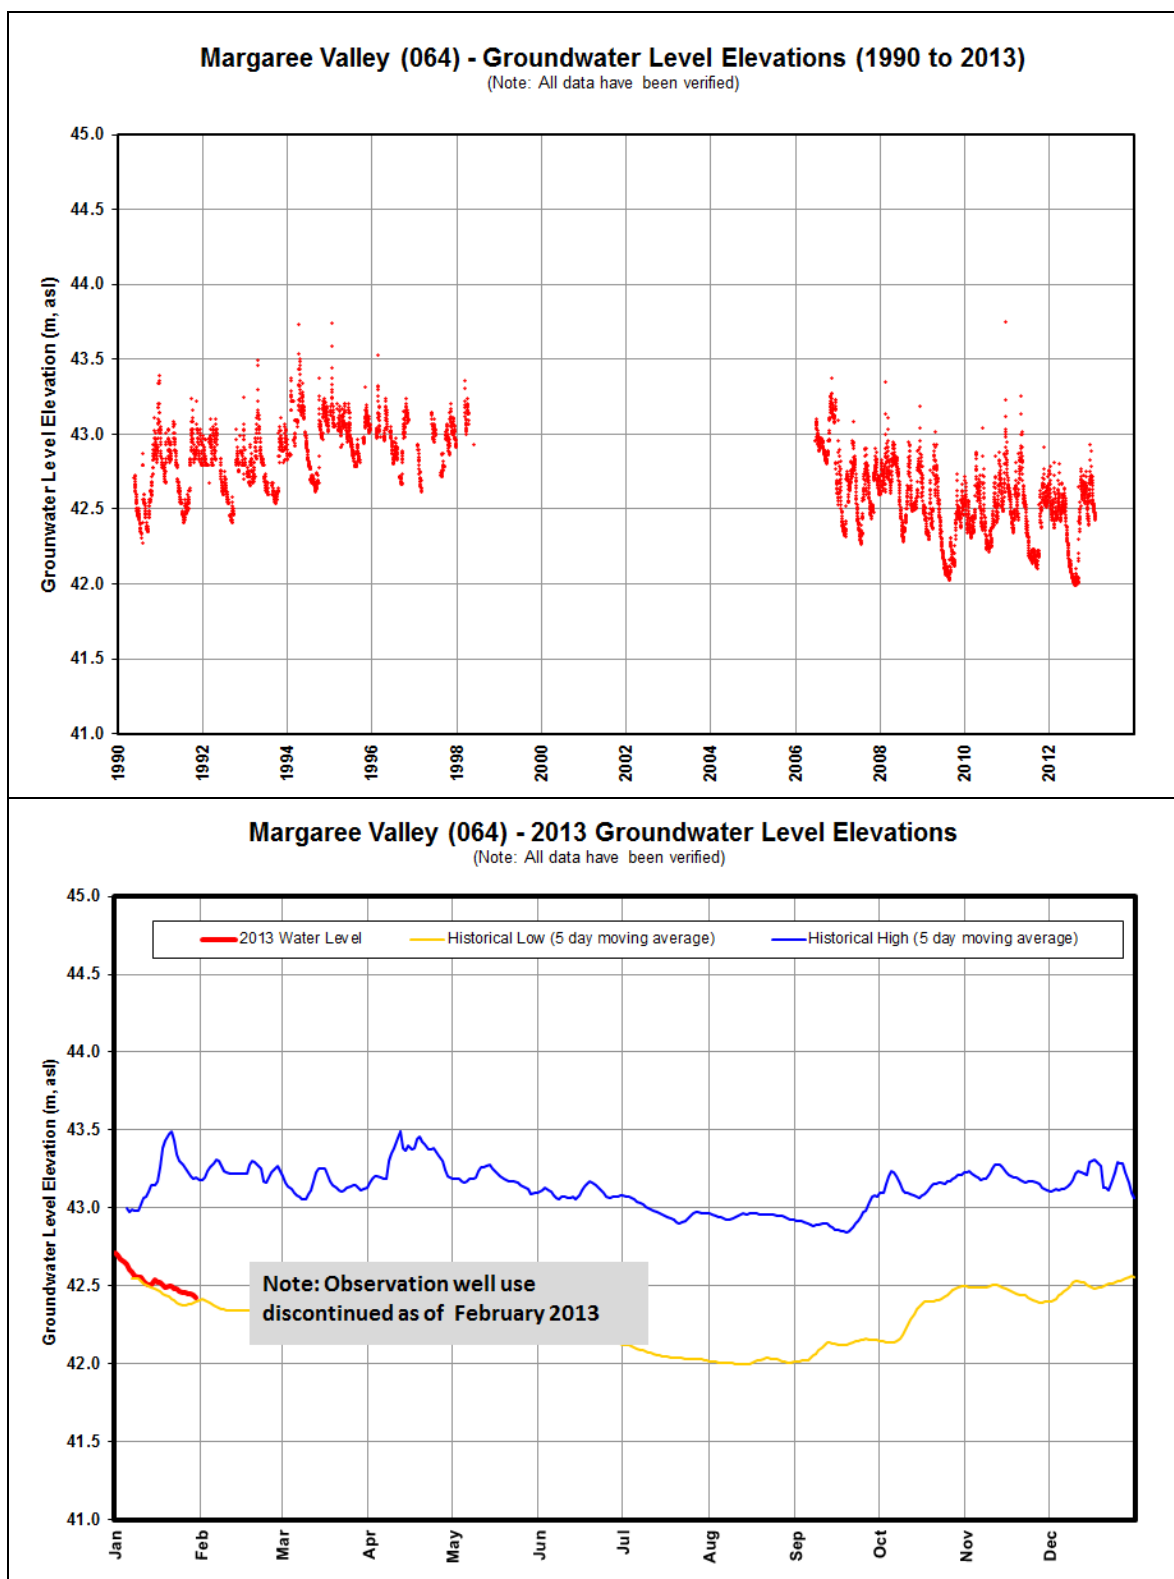 Margaree Valley (064) - Groundwater Level Elevations (1990 to 2013)
(Note: All data have been verified)
Grounwater Level Elevation (m, asl)
45.0
44.5
44.0
43.5
43.0
42.5
42.0
41.5
41.0
1990
1992
1994
1996
1998
2000
2002
2004
2006
2008
2010
2012
Margaree Valley (064) - 2013 Groundwater Level Elevations
(Note: All data have been verified)
Groundwater Level Elevation (m, asl)
45.0
44.5
44.0
43.5
43.0
42.5
42.0
41.5
41.0
2013 Water Level
Historical Low (5 day moving average)
Historical High (5 day moving average)
Note: Observation well use
discontinued as of February 2013
Jan
Feb
Mar
Apr
May
Jun
Jul
Aug
Sep
Oct
Nov
Dec